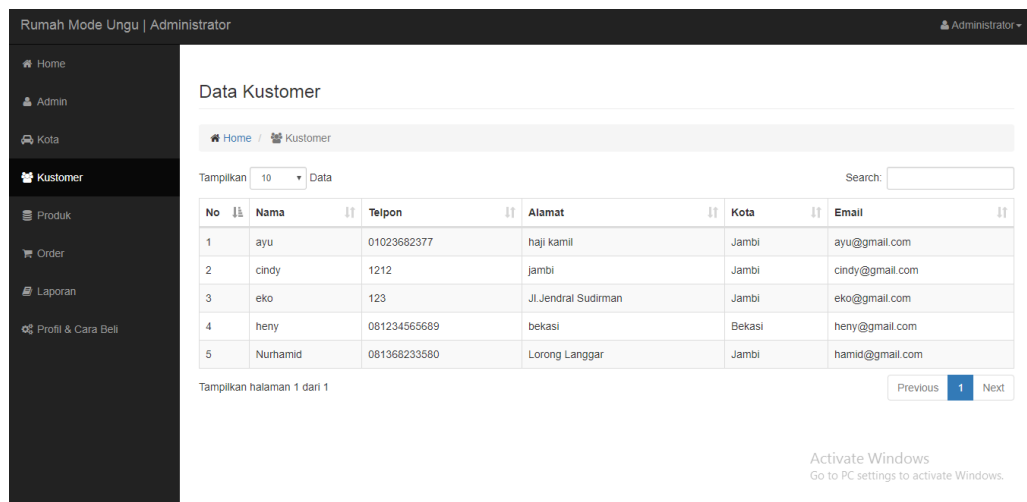 Rumah Mode Ungu | Administrator
Administrator
Home
Admin
Kota
Kustomer
Produk
Order
Laporan
Profil & Cara Beli
Data Kustomer
Home / Kustomer
Tampilkan 10 Data
Search:
No Nama Telpon Alamat Kota Email
1 ayu 01023682377 haji kamil Jambi ayu@gmail.com
2 cindy 1212 jambi Jambi cindy@gmail.com
3 eko 123 Jl.Jendral Sudirman Jambi eko@gmail.com
4 heny 081234565689 bekasi Bekasi heny@gmail.com
5 Nurhamid 081368233580 Lorong Langgar Jambi hamid@gmail.com
Tampilkan halaman 1 dari 1
Previous 1 Next
Activate Windows
Go to PC settings to activate Windows.